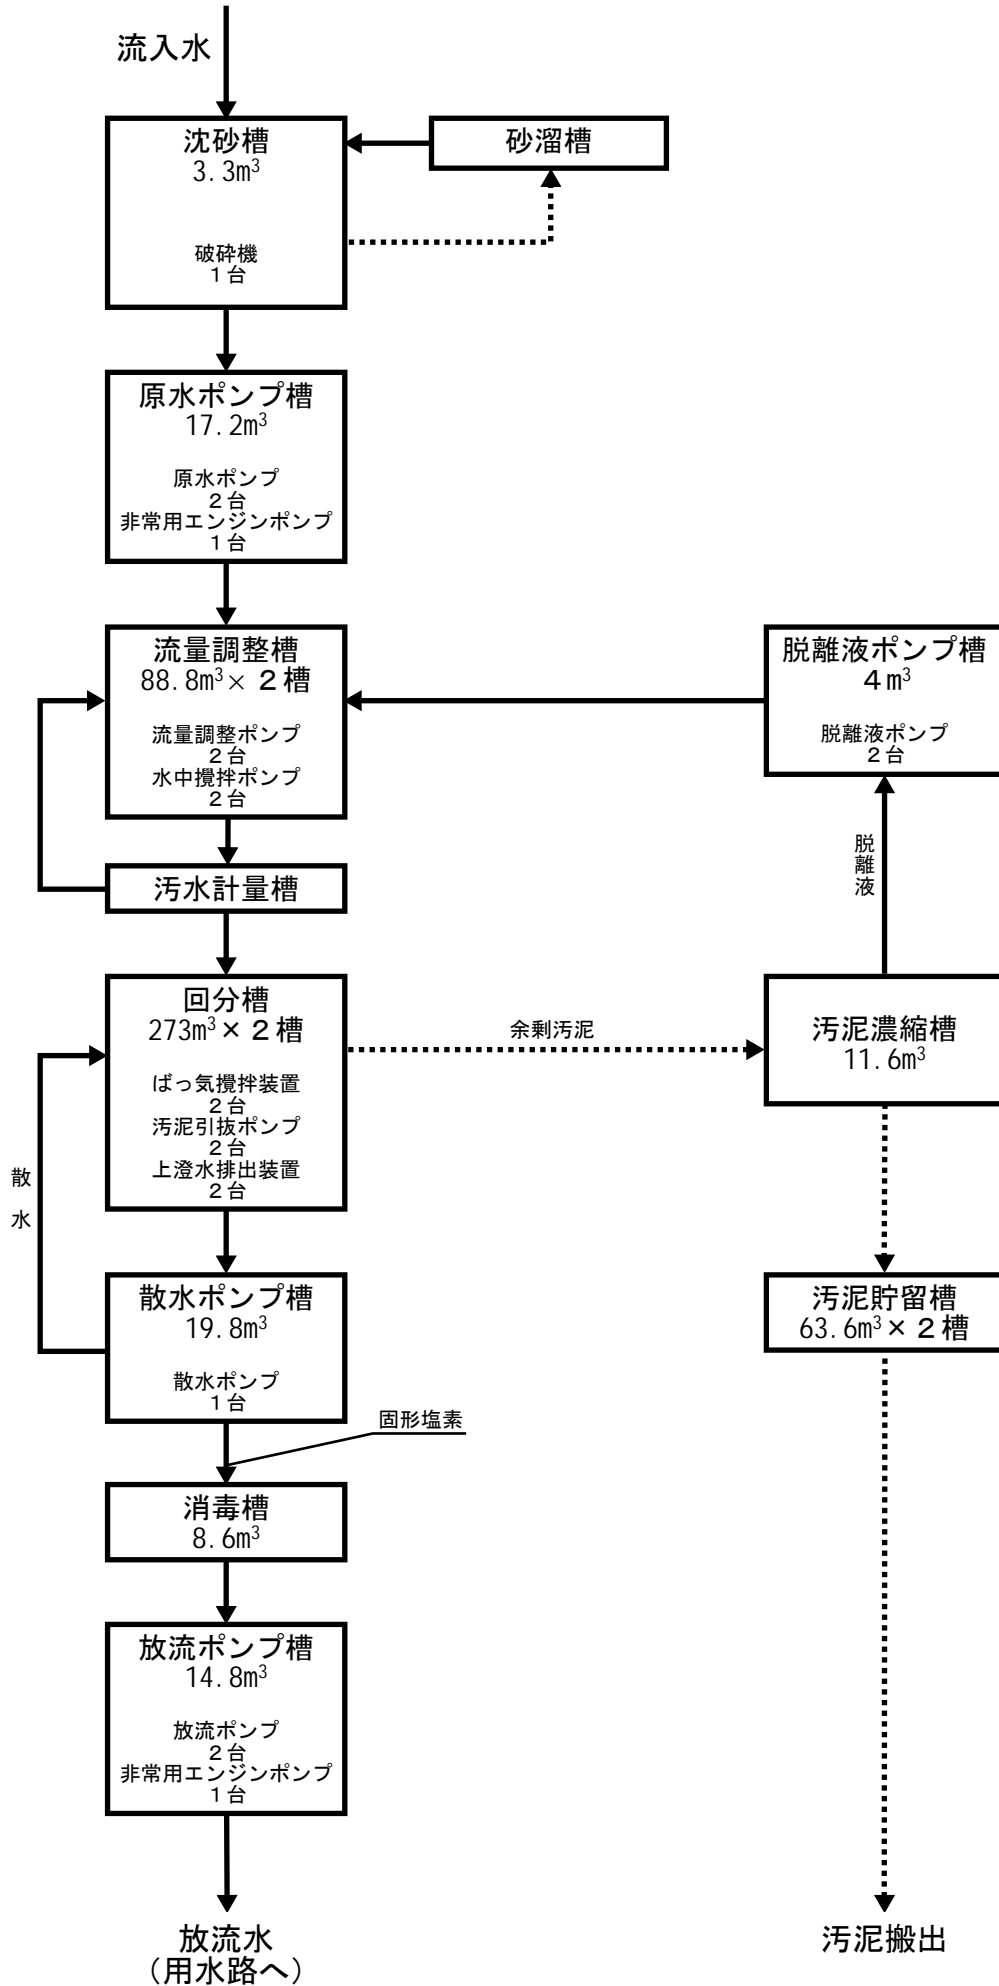 流入水
沈砂槽
3.3m³
破砕機
1台
砂溜槽
原水ポンプ槽
17.2m³
原水ポンプ
2台
非常用エンジンポンプ
1台
流量調整槽
88.8m³×2槽
流量調整ポンプ
2台
水中攪拌ポンプ
2台
脱離液ポンプ槽
4m³
脱離液ポンプ
2台
脱離液
汚水計量槽
回分槽
273m³×2槽
ばっ気攪拌装置
2台
汚泥引抜ポンプ
2台
上澄水排出装置
2台
余剰汚泥
汚泥濃縮槽
11.6m³
散水
散水ポンプ槽
19.8m³
散水ポンプ
1台
汚泥貯留槽
63.6m³×2槽
固形塩素
消毒槽
8.6m³
放流ポンプ槽
14.8m³
放流ポンプ
2台
非常用エンジンポンプ
1台
放流水
(用水路へ)
汚泥搬出